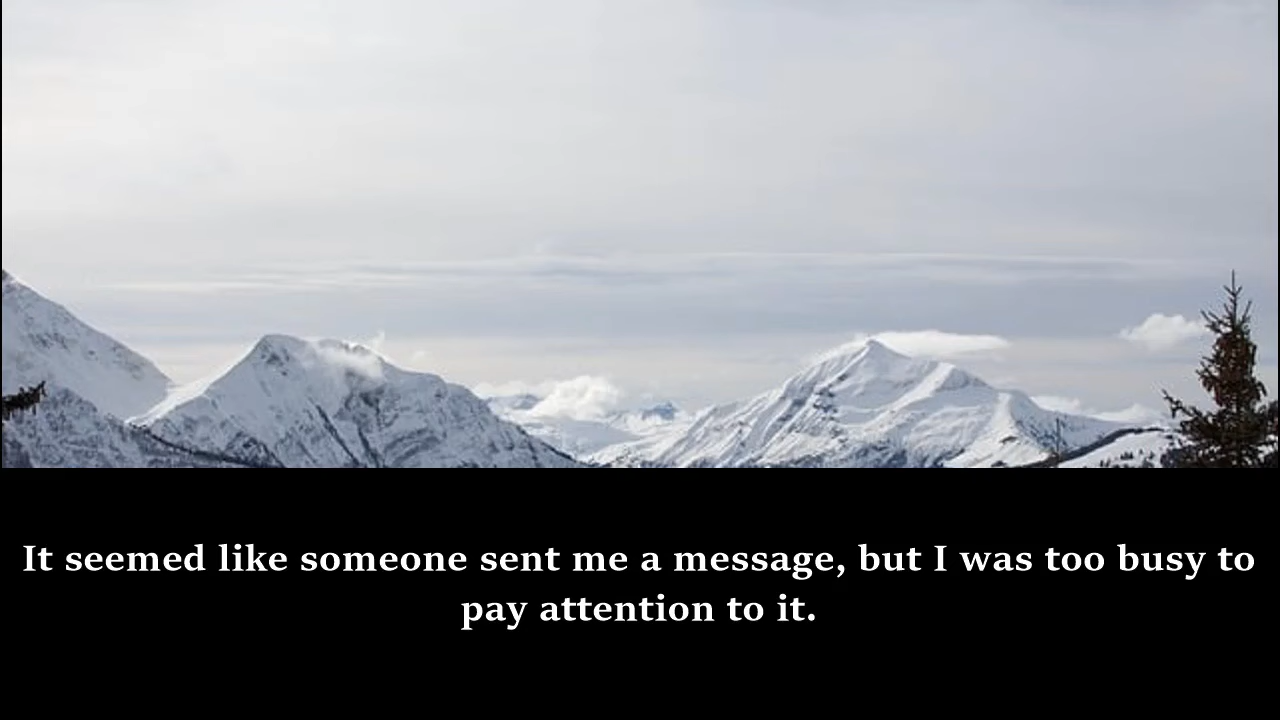 It seemed like someone sent me a message, but I was too busy to
pay attention to it.